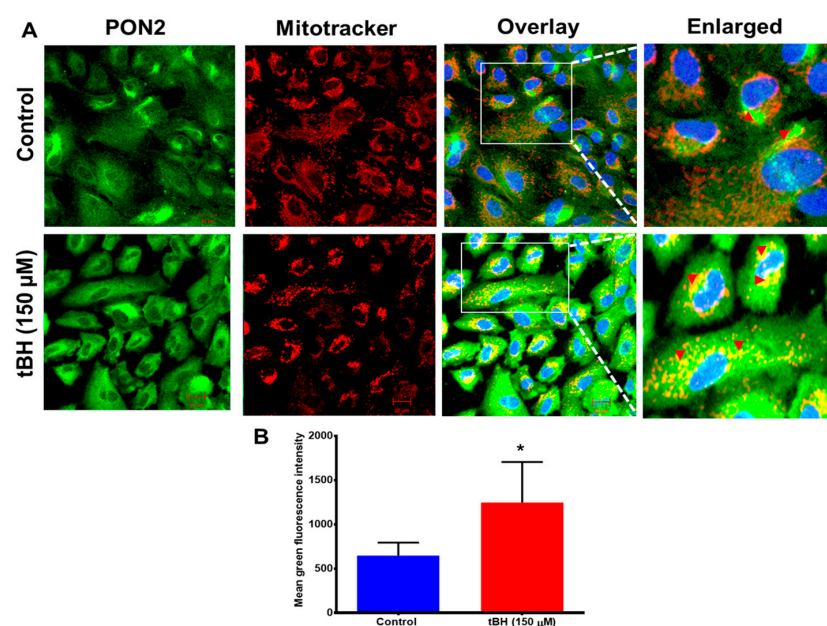 A
PON2 Mitotracker Overlay Enlarged
Control
tBH (150 µM)
B
Mean green fluorescence intensity
2000
1500
1000
500
0
*
Control tBH (150 µM)